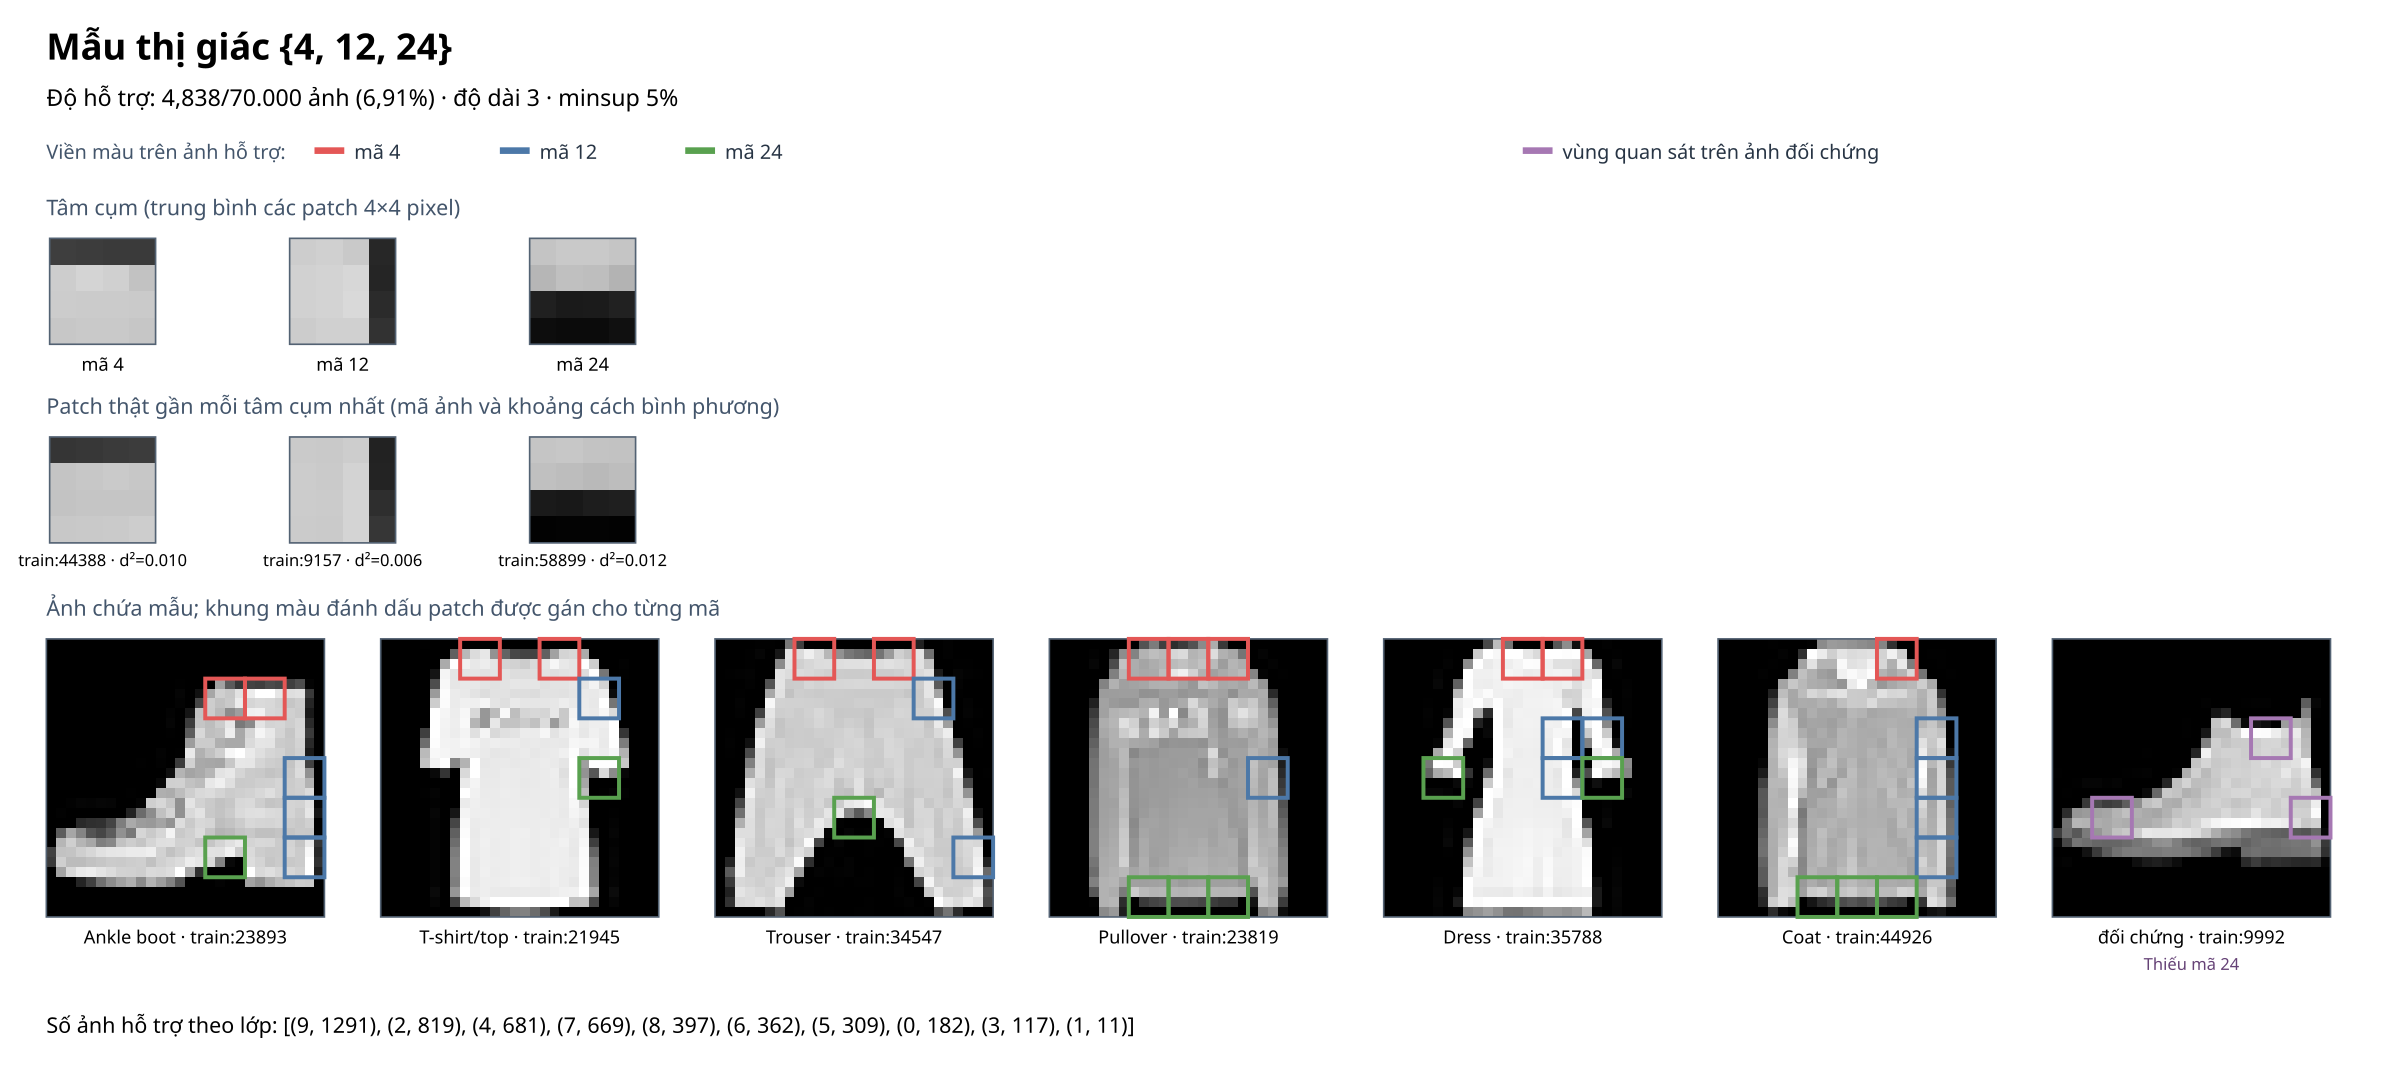 Mẫu thị giác {4, 12, 24}
Độ hỗ trợ: 4,838/70.000 ảnh (6,91%) · độ dài 3 · minsup 5%
Viền màu trên ảnh hỗ trợ: mã 4 mã 12 mã 24 vùng quan sát trên ảnh đối chứng
Tâm cụm (trung bình các patch 4×4 pixel)
mã 4 mã 12 mã 24
Patch thật gần mỗi tâm cụm nhất (mã ảnh và khoảng cách bình phương)
train:44388 · d²=0.010 train:9157 · d²=0.006 train:58899 · d²=0.012
Ảnh chứa mẫu; khung màu đánh dấu patch được gán cho từng mã
Ankle boot · train:23893 T-shirt/top · train:21945 Trouser · train:34547 Pullover · train:23819 Dress · train:35788 Coat · train:44926 đối chứng · train:9992
Thiếu mã 24
Số ảnh hỗ trợ theo lớp: [(9, 1291), (2, 819), (4, 681), (7, 669), (8, 397), (6, 362), (5, 309), (0, 182), (3, 117), (1, 11)]